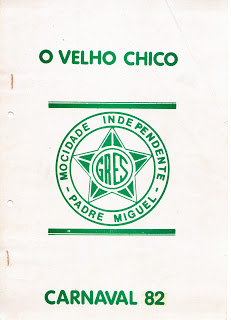 O VELHO CHICO
MOCIDADE INDEPENDENTE
- PADRE MIGUEL -
GRES
CARNAVAL 82